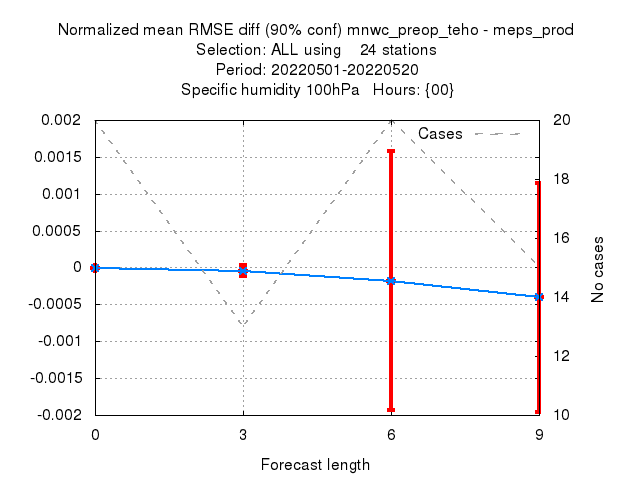 Normalized mean RMSE diff (90% conf) mnwc_preop_teho - meps_prod
Selection: ALL using    24 stations
Period: 20220501-20220520
Specific humidity 100hPa   Hours: {00}
Cases
0.002
0.0015
0.001
0.0005
0
-0.0005
-0.001
-0.0015
-0.002
20
18
16
14
12
10
No cases
0 3 6 9
Forecast length